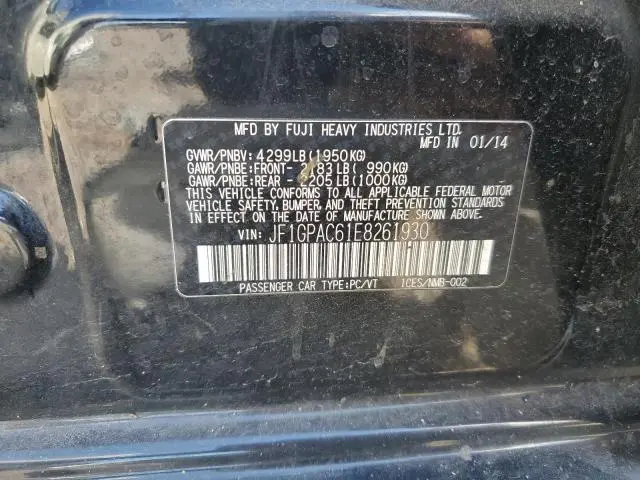 MFD BY FUJI HEAVY INDUSTRIES LTD.
MFD IN 01/14
GVWR/PNBV: 4299LB(1950KG)
GAWR/PNBE:FRONT- 2183LB( 990KG)
GAWR/PNBE:REAR - 2205LB(1000KG)
THIS VEHICLE CONFORMS TO ALL APPLICABLE FEDERAL MOTOR
VEHICLE SAFETY, BUMPER, AND THEFT PREVENTION STANDARDS
IN EFFECT ON THE DATE OF MANUFACTURE SHOWN ABOVE.
VIN: JF1GPAC61E8261930
PASSENGER CAR TYPE:PC/VT ICES/NMB-002